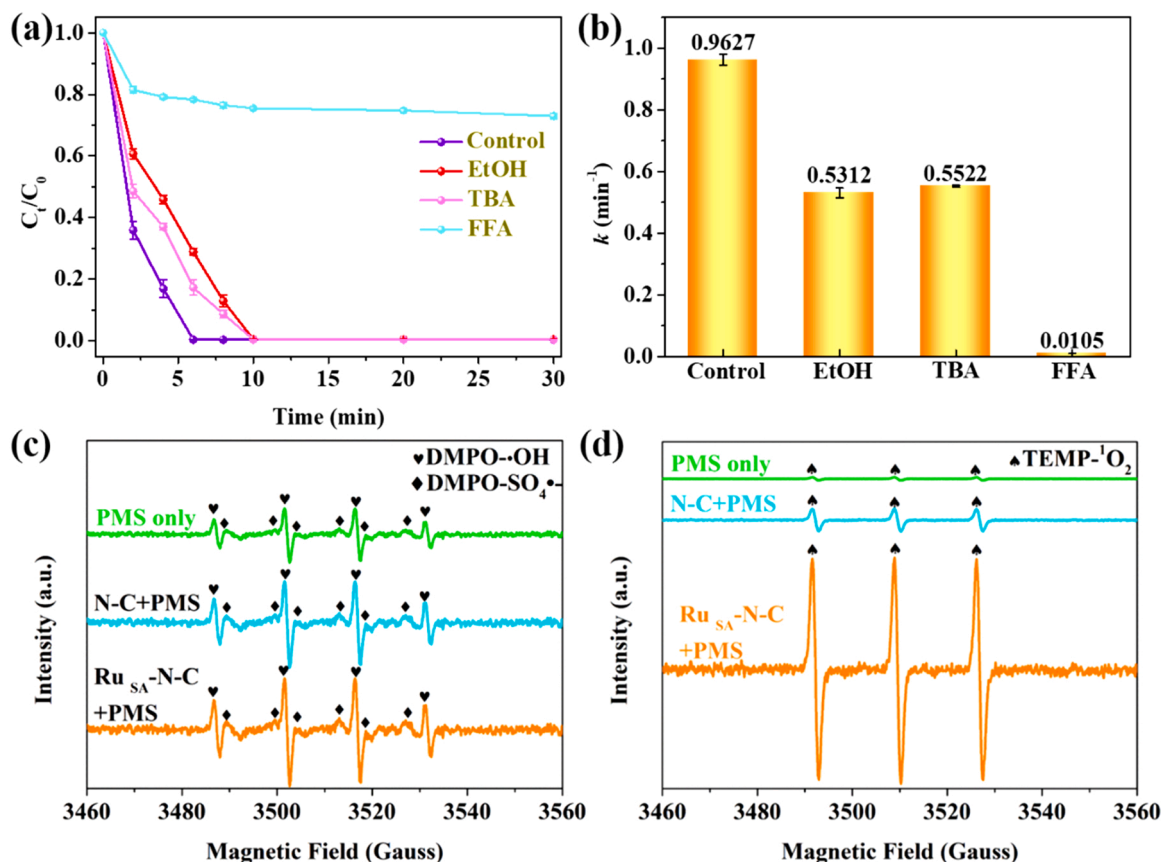 (a)
1.0
0.8
0.6
0.4
0.2
0.0
Cₜ/C₀
Control
EtOH
TBA
FFA
0 5 10 15 20 25 30
Time (min)
(b)
1.0
0.8
0.6
0.4
0.2
0.0
k (min⁻¹)
0.9627
0.5312
0.5522
0.0105
Control EtOH TBA FFA
(c)
♥DMPO-•OH
♦DMPO-SO₄•-
PMS only
N-C+PMS
Ru SA-N-C
+PMS
Intensity (a.u.)
3460 3480 3500 3520 3540 3560
Magnetic Field (Gauss)
(d)
♠TEMP-¹O₂
PMS only
N-C+PMS
Ru SA-N-C
+PMS
Intensity (a.u.)
3460 3480 3500 3520 3540 3560
Magnetic Field (Gauss)